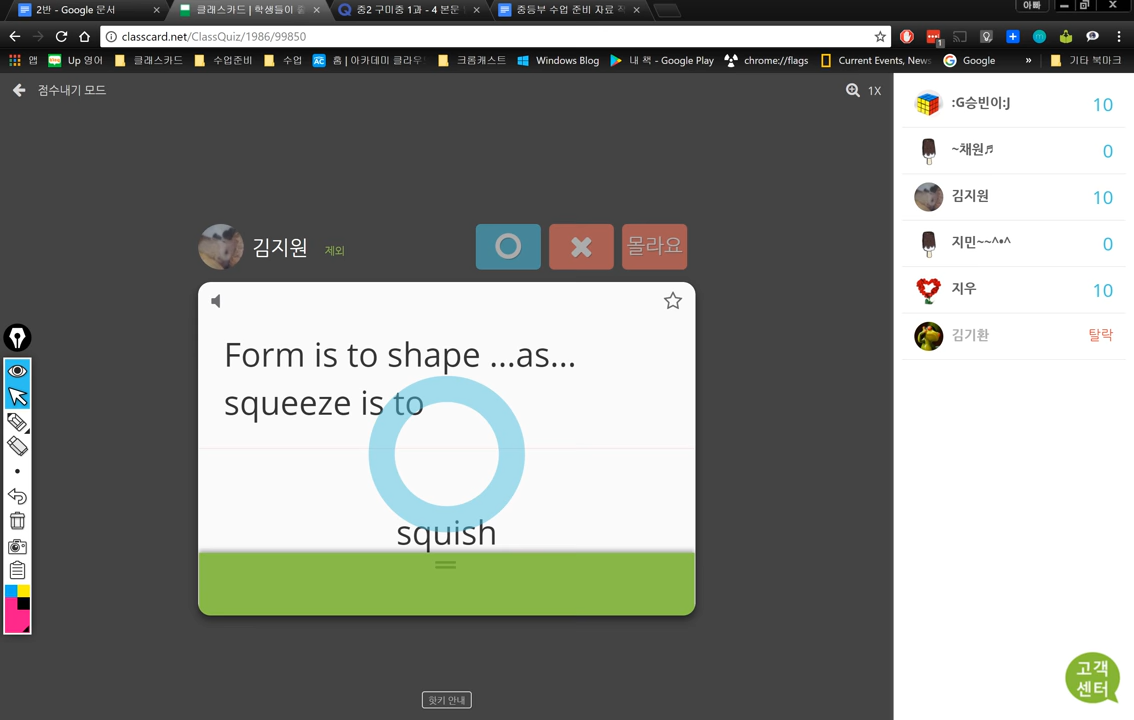 2반 - Google 문서
클래스카드 | 학생들이 좋
중2 구미중 1과 - 4 본문
중등부 수업 준비 자료 작
아빠
classcard.net/ClassQuiz/1986/99850
앱
Up 영어
클래스카드
수업준비
수업
홈 | 아카데미 클라우
크롬캐스트
Windows Blog
내 책 - Google Play
chrome://flags
Current Events, New
Google
»
기타 북마크
점수내기 모드
1X
김지원
제외
몰라요
Form is to shape ...as...
squeeze is to
squish
핫키 안내
:G승빈이:J 10
~채원♬ 0
김지원 10
지민~~^•^ 0
지우 10
김기환 탈락
고객
센터